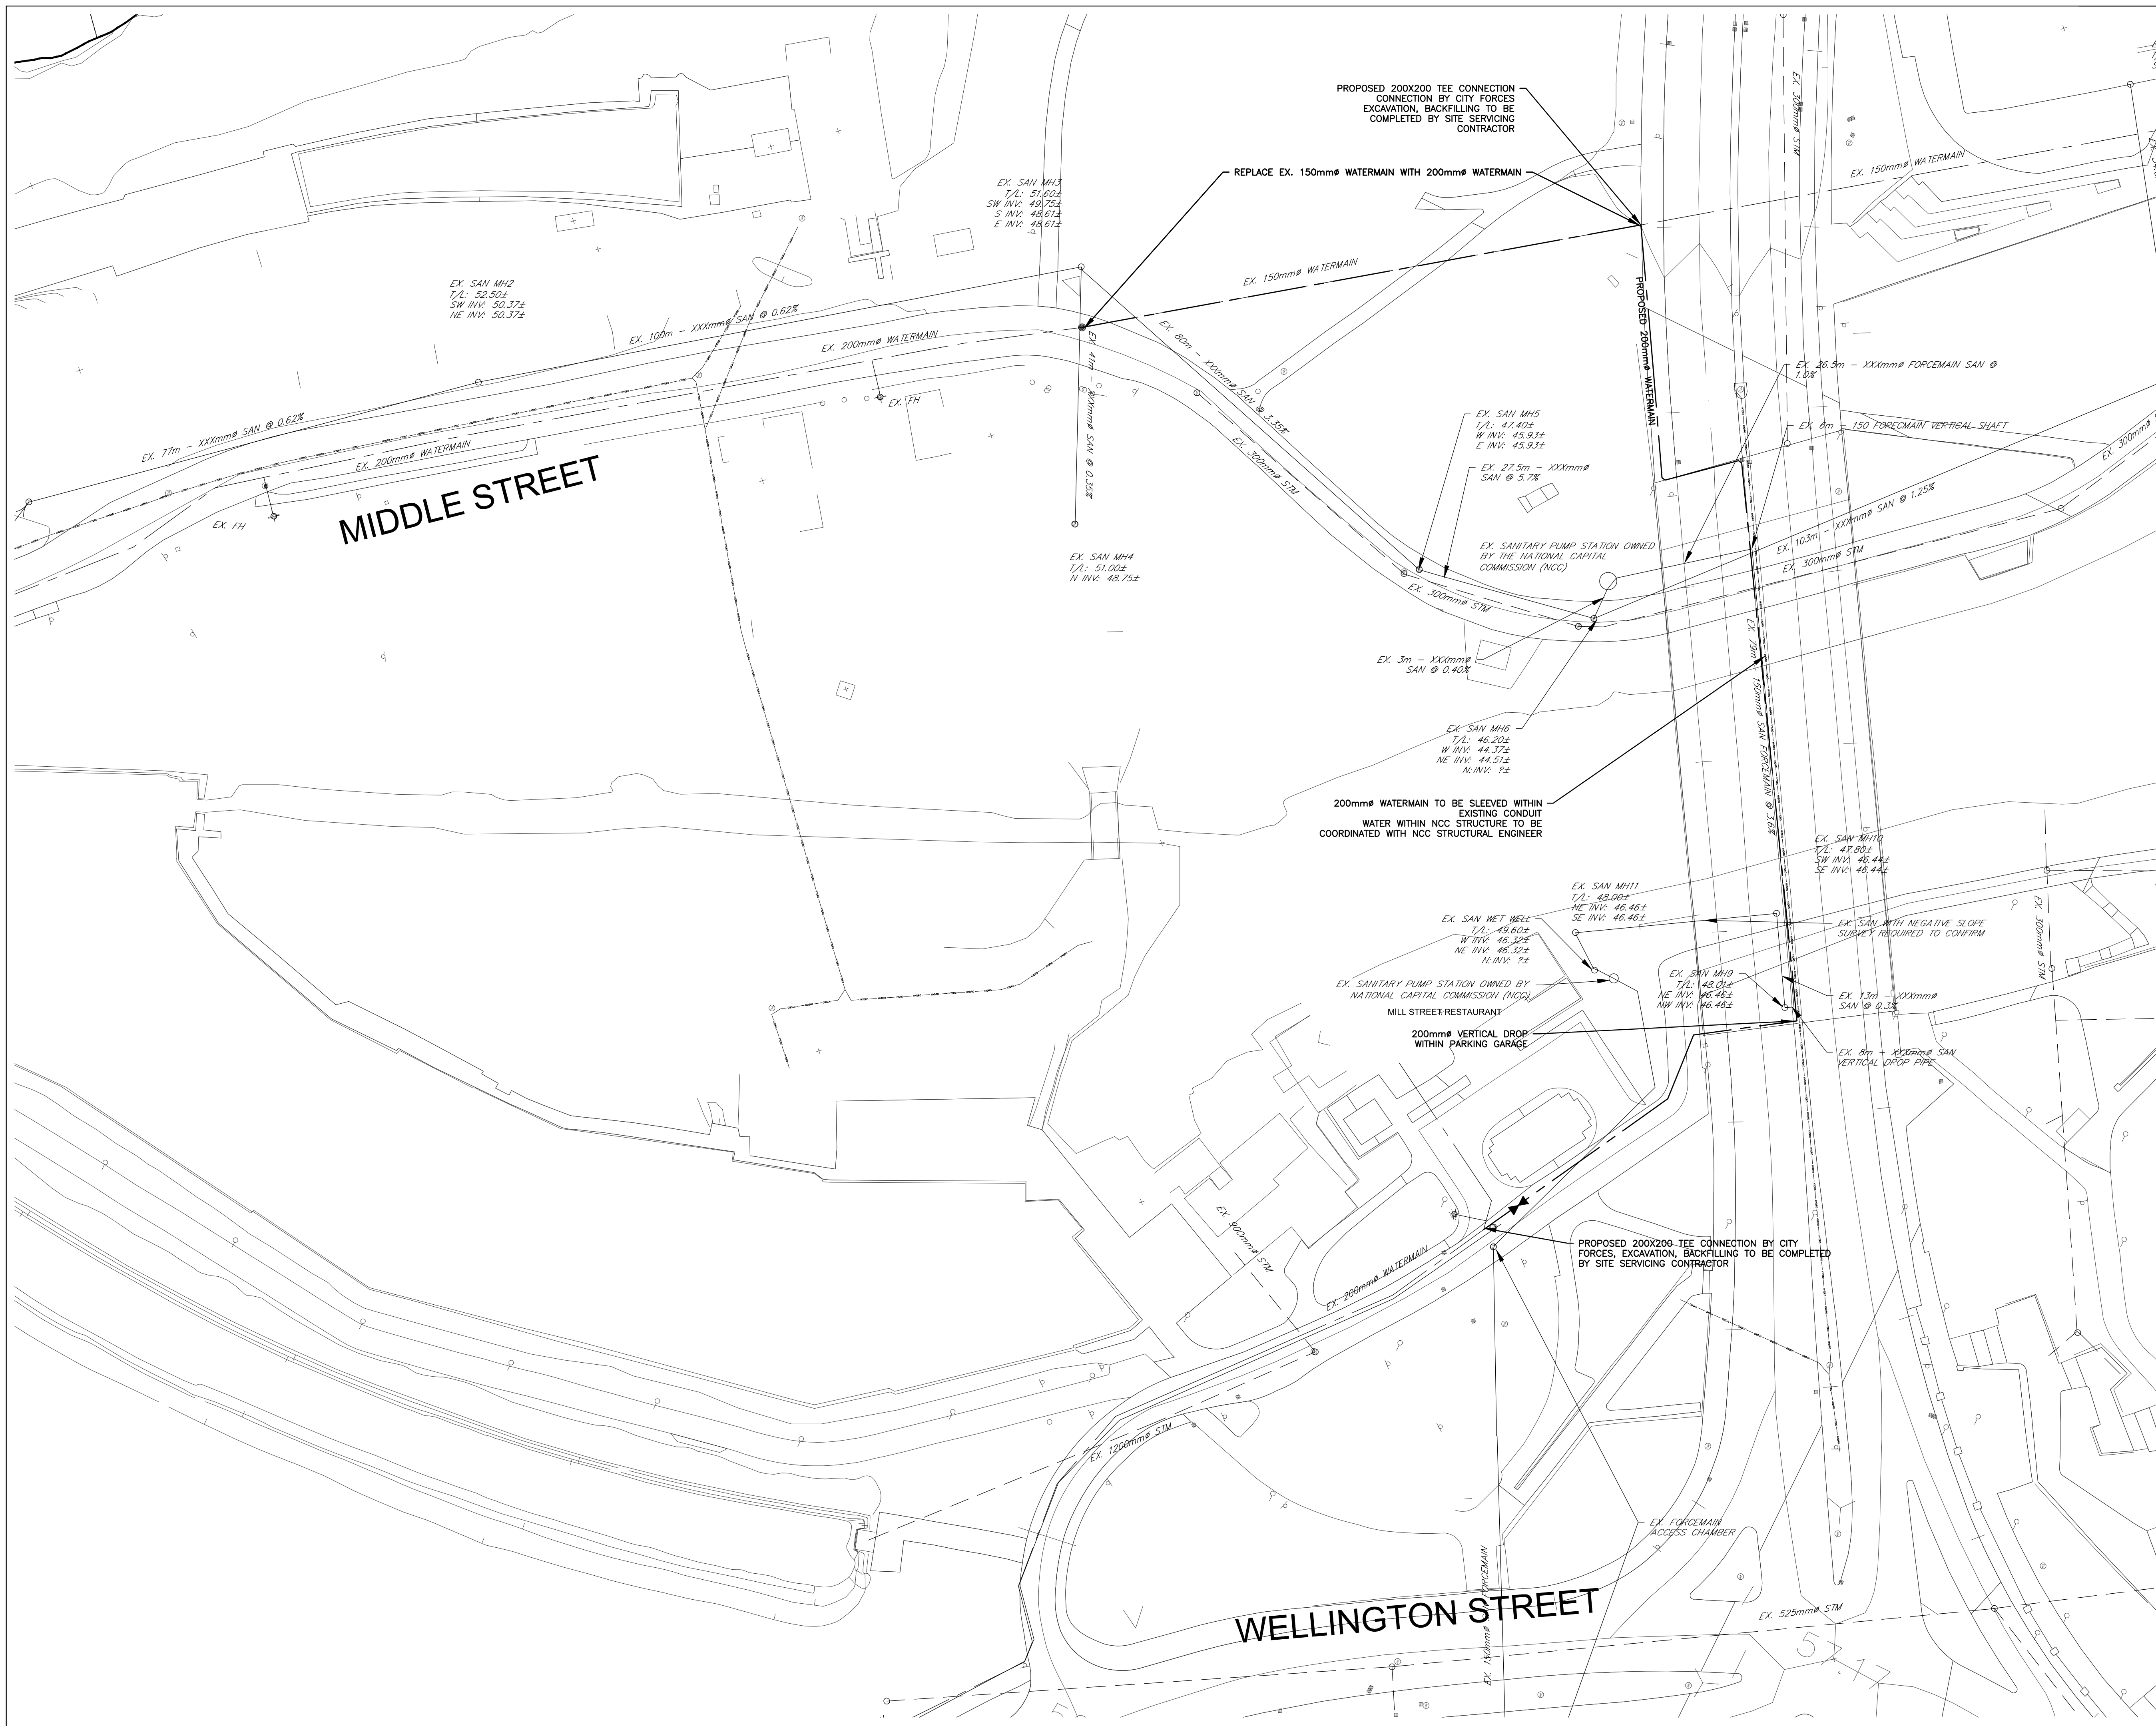 PROPOSED 200X200 TEE CONNECTION
CONNECTION BY CITY FORCES
EXCAVATION, BACKFILLING TO BE
COMPLETED BY SITE SERVICING
CONTRACTOR
EX. 300mmø STM
EX. 150mmø WATERMAIN
REPLACE EX. 150mmø WATERMAIN WITH 200mmø WATERMAIN
EX. SAN MH3
T/L: 51.60±
SW INV: 49.75±
S INV: 48.61±
E INV: 48.61±
EX. SAN MH2
T/L: 52.50±
SW INV: 50.37±
NE INV: 50.37±
EX. 150mmø WATERMAIN
PROPOSED 200mmø WATERMAIN
EX. 100m - XXXmmø SAN @ 0.62%
EX. 200mmø WATERMAIN
EX. 41m - XXXmmø SAN @ 0.35%
EX. 80m - XXXmmø SAN @ 3.35%
EX. 26.5m - XXXmmø FORCEMAIN SAN @
1.0%
EX. FH
EX. 77m - XXXmmø SAN @ 0.62%
EX. 200mmø WATERMAIN
MIDDLE STREET
EX. FH
EX. 300mmø STM
EX. SAN MH5
T/L: 47.40±
W INV: 45.93±
E INV: 45.93±
EX. 6m - 150 FORECMAIN VERTICAL SHAFT
EX. 300mmø
EX. 27.5m - XXXmmø
SAN @ 5.7%
EX. 103m - XXXmmø SAN @ 1.25%
EX. SAN MH4
T/L: 51.00±
N INV: 48.75±
EX. SANITARY PUMP STATION OWNED
BY THE NATIONAL CAPITAL
COMMISSION (NCC)
EX. 300mmø STM
EX. 300mmø STM
EX. 79m - 150mmø SAN FORCEMAIN @ 3.6%
EX. 3m - XXXmmø
SAN @ 0.40%
EX. SAN MH6
T/L: 46.20±
W INV: 44.37±
NE INV: 44.51±
N: INV: ?±
200mmø WATERMAIN TO BE SLEEVED WITHIN
EXISTING CONDUIT
WATER WITHIN NCC STRUCTURE TO BE
COORDINATED WITH NCC STRUCTURAL ENGINEER
EX. SAN MH10
T/L: 47.80±
SW INV: 46.44±
SE INV: 46.44±
EX. SAN MH11
T/L: 48.00±
NE INV: 46.46±
SE INV: 46.46±
EX. SAN WET WELL
T/L: 49.60±
W INV: 46.32±
NE INV: 46.32±
N: INV: ?±
EX. SAN WITH NEGATIVE SLOPE
SURVEY REQUIRED TO CONFIRM
EX. 300mmø STM
EX. SAN MH9
T/L: 48.01±
NE INV: 46.46±
NW INV: 46.46±
EX. SANITARY PUMP STATION OWNED BY
NATIONAL CAPITAL COMMISSION (NCC)
MILL STREET RESTAURANT
EX. 13m - XXXmmø
SAN @ 0.3%
200mmø VERTICAL DROP
WITHIN PARKING GARAGE
EX. 8m - XXXmmø SAN
VERTICAL DROP PIPE
EX. 900mmø STM
EX. 200mmø WATERMAIN
PROPOSED 200X200 TEE CONNECTION BY CITY
FORCES, EXCAVATION, BACKFILLING TO BE COMPLETED
BY SITE SERVICING CONTRACTOR
EX. 1200mmø STM
EX. FORCEMAIN
ACCESS CHAMBER
WELLINGTON STREET
EX. 525mmø STM
57.77